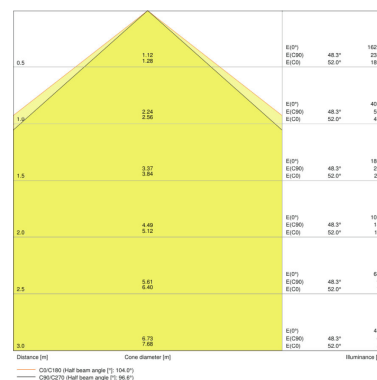 E(0°) 162
1.12 E(C90) 48.3° 23
0.5 1.28 E(C0) 52.0° 18
E(0°) 40
2.24 E(C90) 48.3° 5
1.0 2.56 E(C0) 52.0° 4
E(0°) 18
3.37 E(C90) 48.3° 2
1.5 3.84 E(C0) 52.0° 2
E(0°) 10
4.49 E(C90) 48.3° 1
2.0 5.12 E(C0) 52.0° 1
E(0°) 6
5.61 E(C90) 48.3°
2.5 6.40 E(C0) 52.0°
E(0°) 4
6.73 E(C90) 48.3°
3.0 7.68 E(C0) 52.0°
Distance [m] Cone diameter [m] Illuminance [
C0/C180 (Half beam angle [°]: 104.0°)
C90/C270 (Half beam angle [°]: 96.6°)